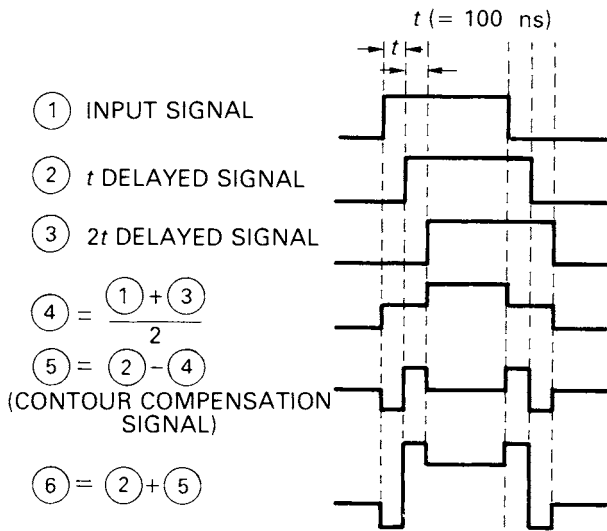 t (= 100 ns)
t
① INPUT SIGNAL
② t DELAYED SIGNAL
③ 2t DELAYED SIGNAL
④ = (① + ③) / 2
⑤ = ② − ④
(CONTOUR COMPENSATION
SIGNAL)
⑥ = ② + ⑤